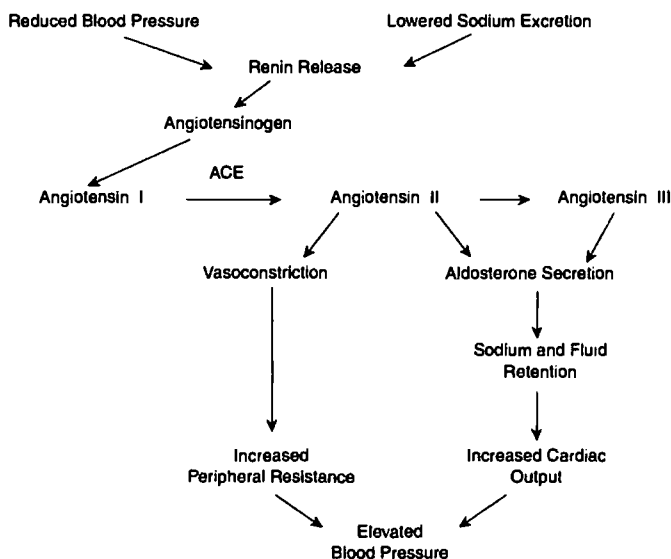 Reduced Blood Pressure
Lowered Sodium Excretion
Renin Release
Angiotensinogen
ACE
Angiotensin I
Angiotensin II
Angiotensin III
Vasoconstriction
Aldosterone Secretion
Sodium and Fluid
Retention
Increased
Peripheral Resistance
Increased Cardiac
Output
Elevated
Blood Pressure